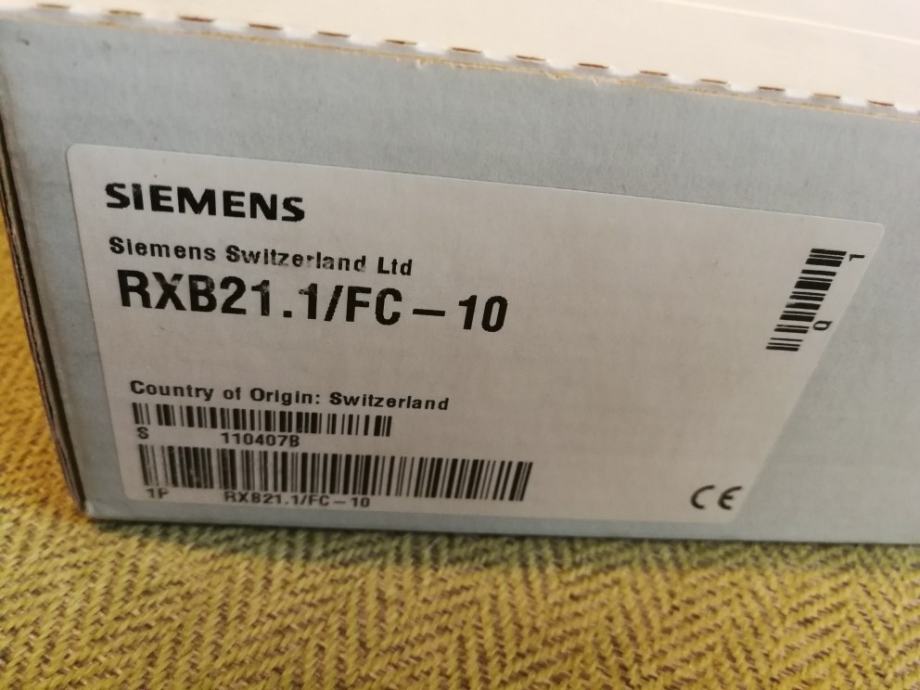 SIEMENS
Siemens Switzerland Ltd
RXB21.1/FC-10
Country of Origin: Switzerland
S 110407B
1P RXB21.1/FC-10
L
Q
CE